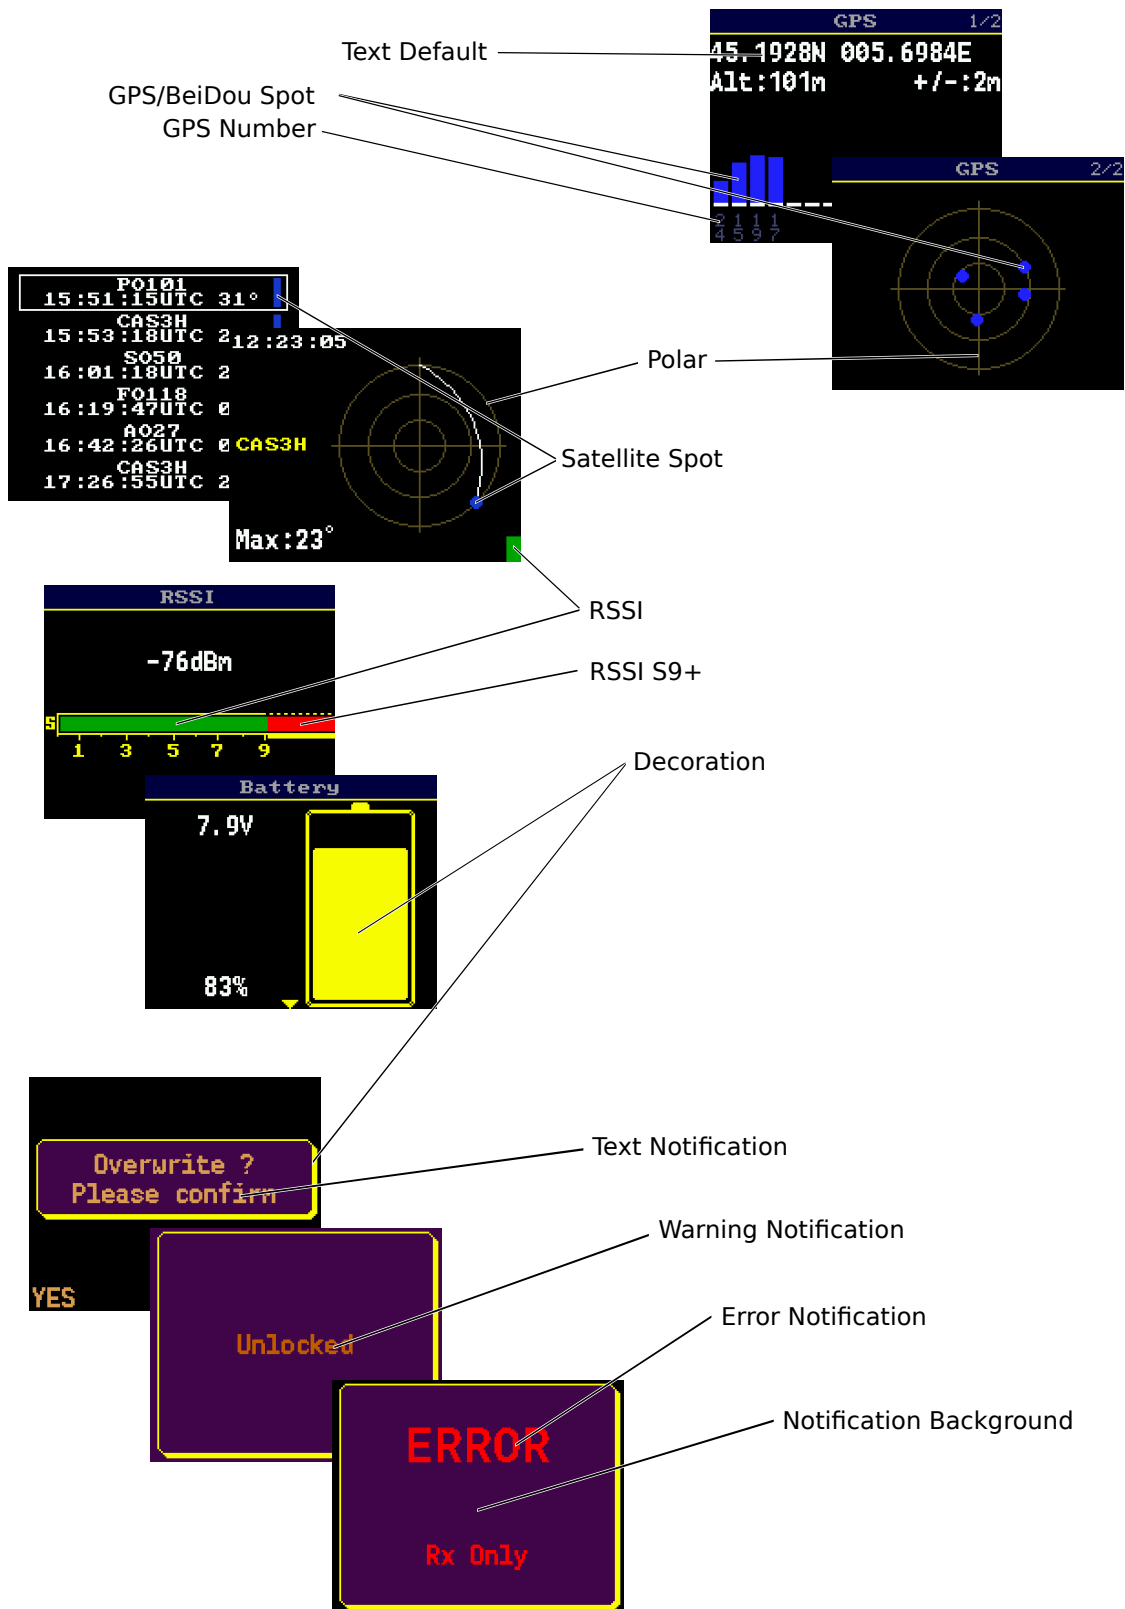 GPS 1/2
Text Default
45.1928N 005.6984E
Alt:101m +/-:2m
GPS/BeiDou Spot
GPS Number
GPS 2/2
24 15 19 17
PO101
15:51:15UTC 31°
CAS3H
15:53:18UTC 2
12:23:05
SO50
16:01:18UTC 2
Polar
FO118
16:19:47UTC 0
AO27
16:42:26UTC 0
CAS3H
Satellite Spot
CAS3H
17:26:55UTC 2
Max:23°
RSSI
RSSI
-76dBm
RSSI S9+
S
1 3 5 7 9
Decoration
Battery
7.9V
83%
Text Notification
Overwrite ?
Please confirm
Warning Notification
YES
Error Notification
Unlocked
Notification Background
ERROR
Rx Only